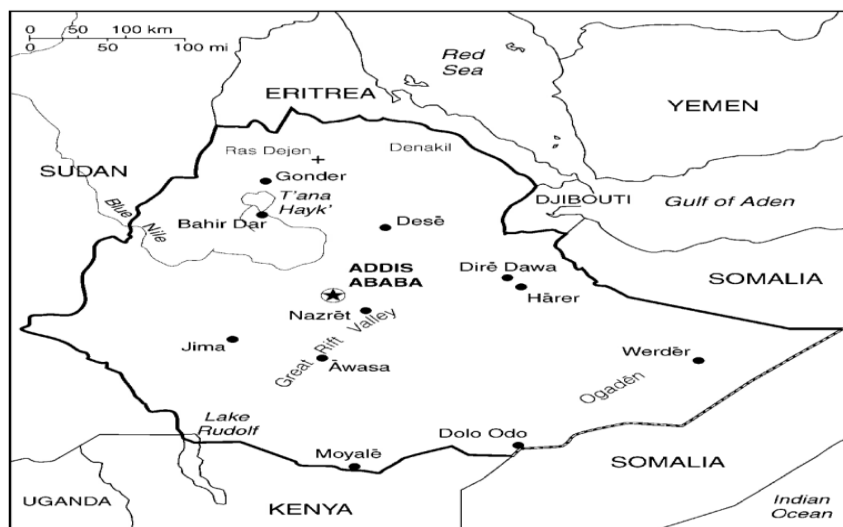 0 50 100 km
0 50 100 mi
Red
Sea
ERITREA
YEMEN
Ras Dejen
Denakil
SUDAN
Gonder
T'ana
Hayk'
DJIBOUTI
Gulf of Aden
Blue
Nile
Bahir Dar
Desē
ADDIS
ABABA
Dirē Dawa
SOMALIA
Hārer
Nazrēt
Jima
Great Rift Valley
Āwasa
Werdēr
Ogadēn
Lake
Rudolf
Dolo Odo
Moyalē
SOMALIA
UGANDA
KENYA
Indian
Ocean